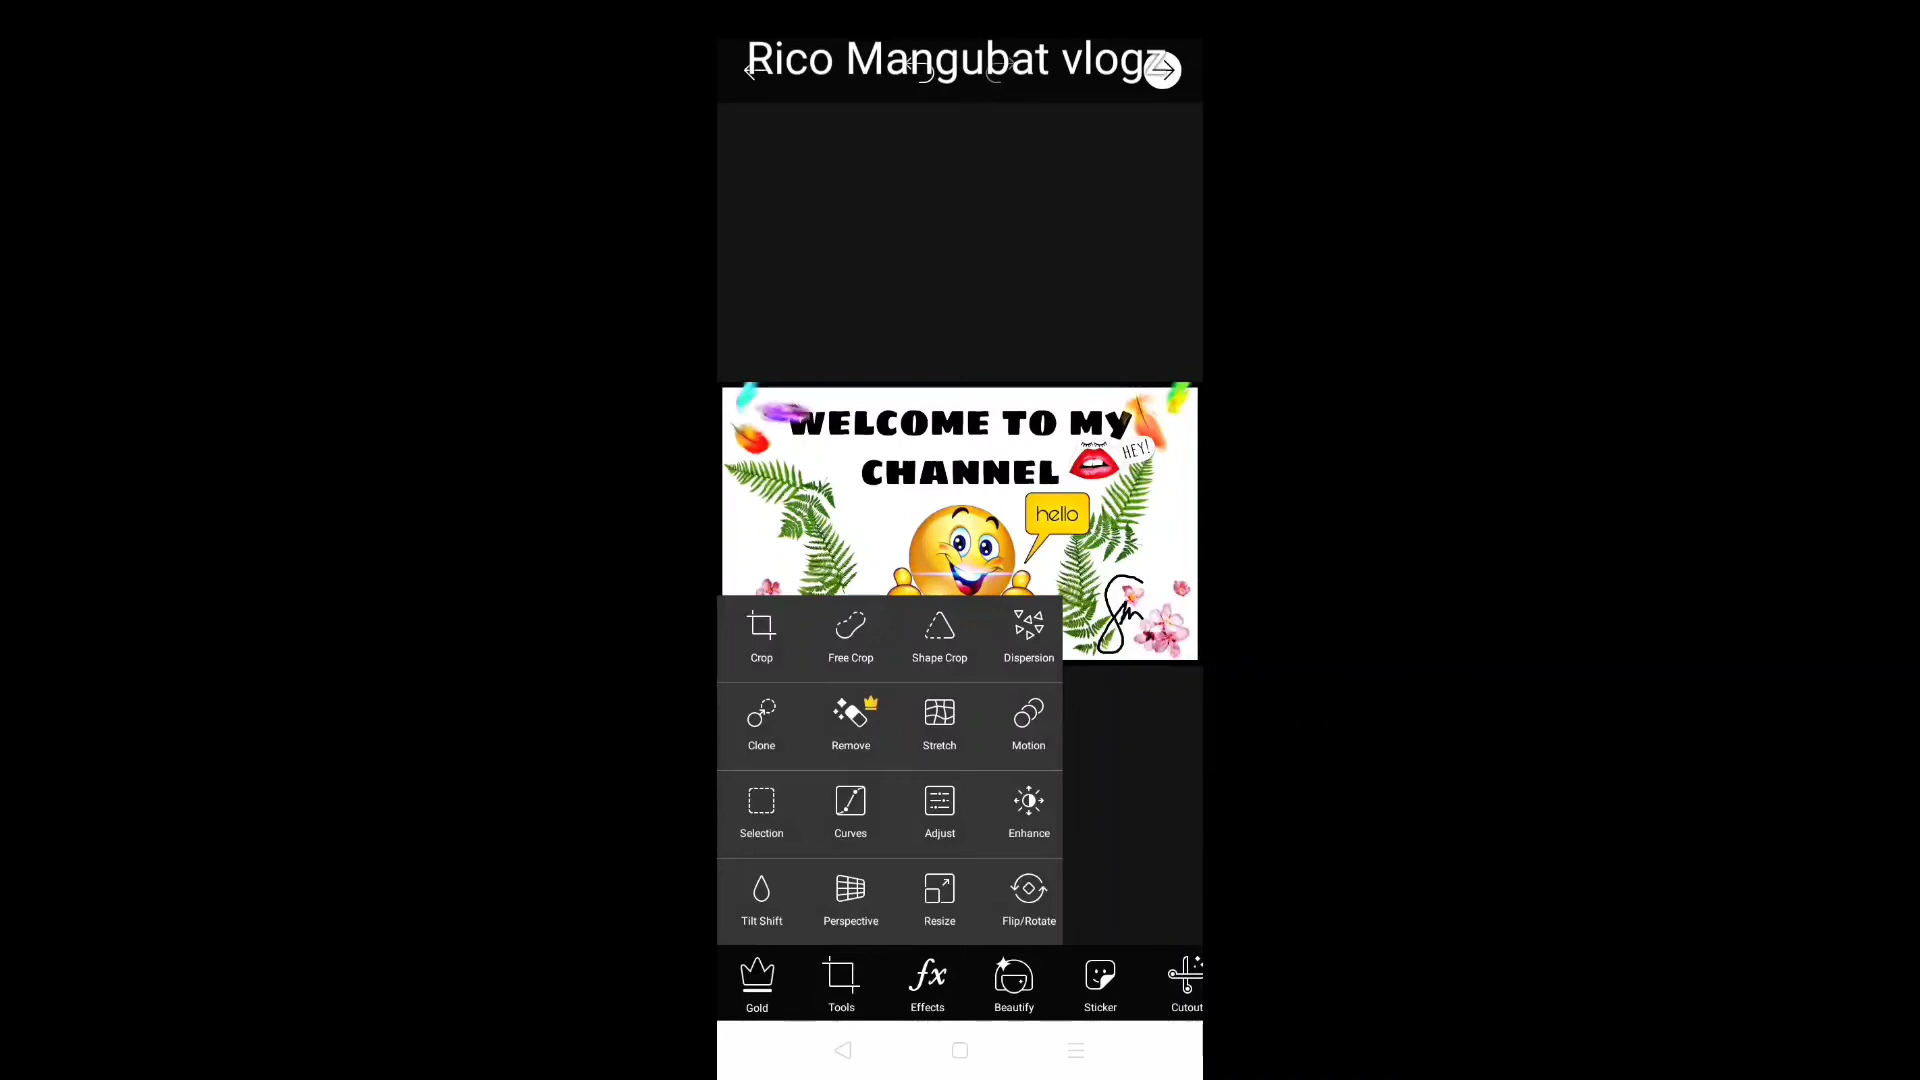 Rico Mangubat vlogz
WELCOME TO MY
CHANNEL
HEY!
hello
Crop
Free Crop
Shape Crop
Dispersion
Clone
Remove
Stretch
Motion
Selection
Curves
Adjust
Enhance
Tilt Shift
Perspective
Resize
Flip/Rotate
Gold
Tools
fx
Effects
Beautify
Sticker
Cutout